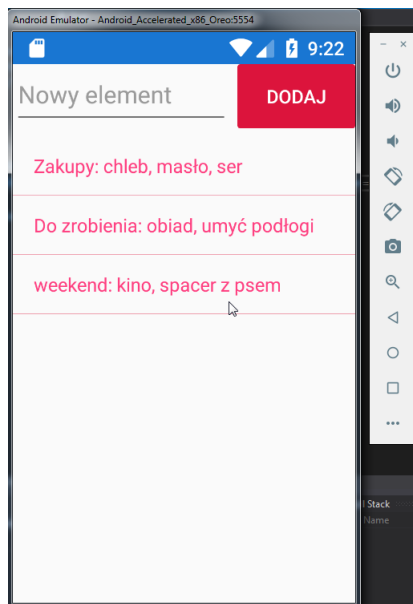 Android Emulator - Android_Accelerated_x86_Oreo:5554
9:22
Nowy element
DODAJ
Zakupy: chleb, masło, ser
Do zrobienia: obiad, umyć podłogi
weekend: kino, spacer z psem
Stack
Name